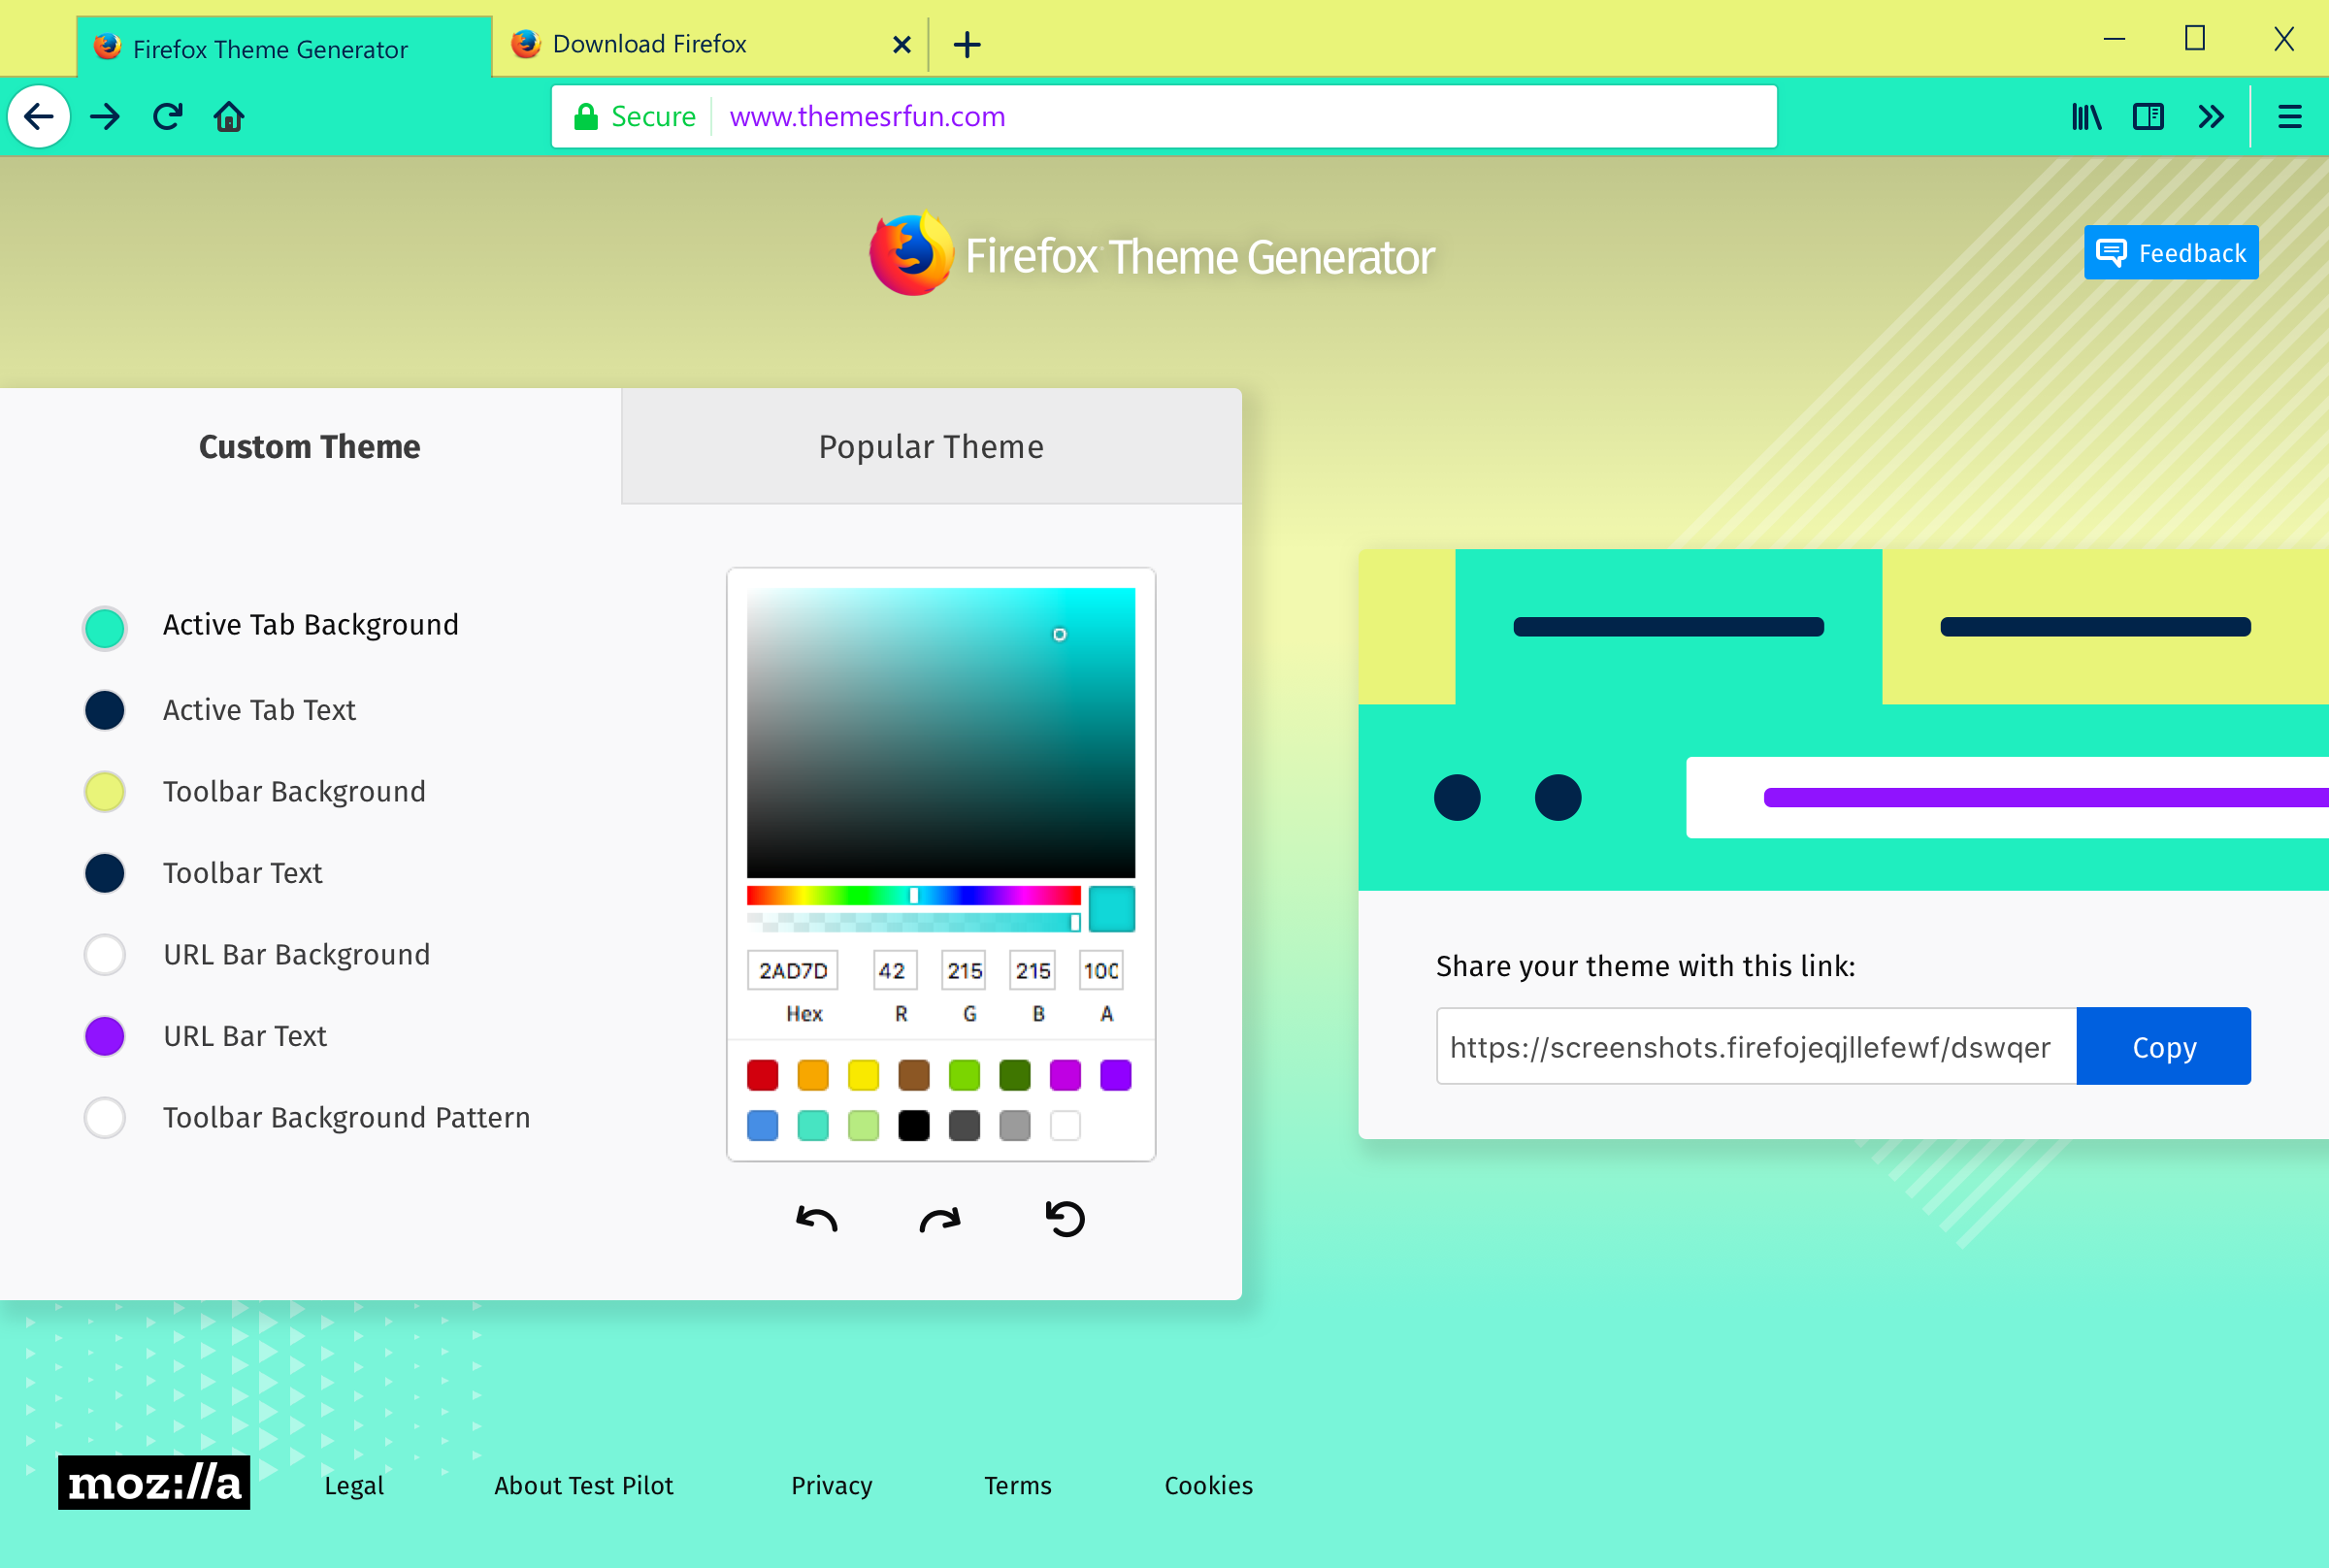 Firefox Theme Generator
Download Firefox
Secure
www.themesrfun.com
Firefox Theme Generator
Feedback
Custom Theme
Popular Theme
Active Tab Background
Active Tab Text
Toolbar Background
Toolbar Text
URL Bar Background
URL Bar Text
Toolbar Background Pattern
2AD7D 42 215 215 100
Hex R G B A
Share your theme with this link:
https://screenshots.firefojeqjllefewf/dswqer
Copy
moz://a
Legal
About Test Pilot
Privacy
Terms
Cookies